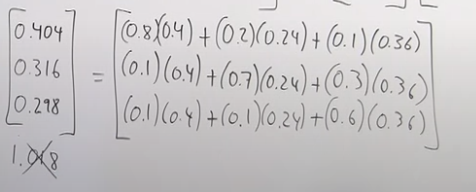 [0.404] [(0.8)(0.4) + (0.2)(0.24) + (0.1)(0.36)]
[0.316] = [(0.1)(0.4) + (0.7)(0.24) + (0.3)(0.36)]
[0.298] [(0.1)(0.4) + (0.1)(0.24) + (0.6)(0.36)]
1.018